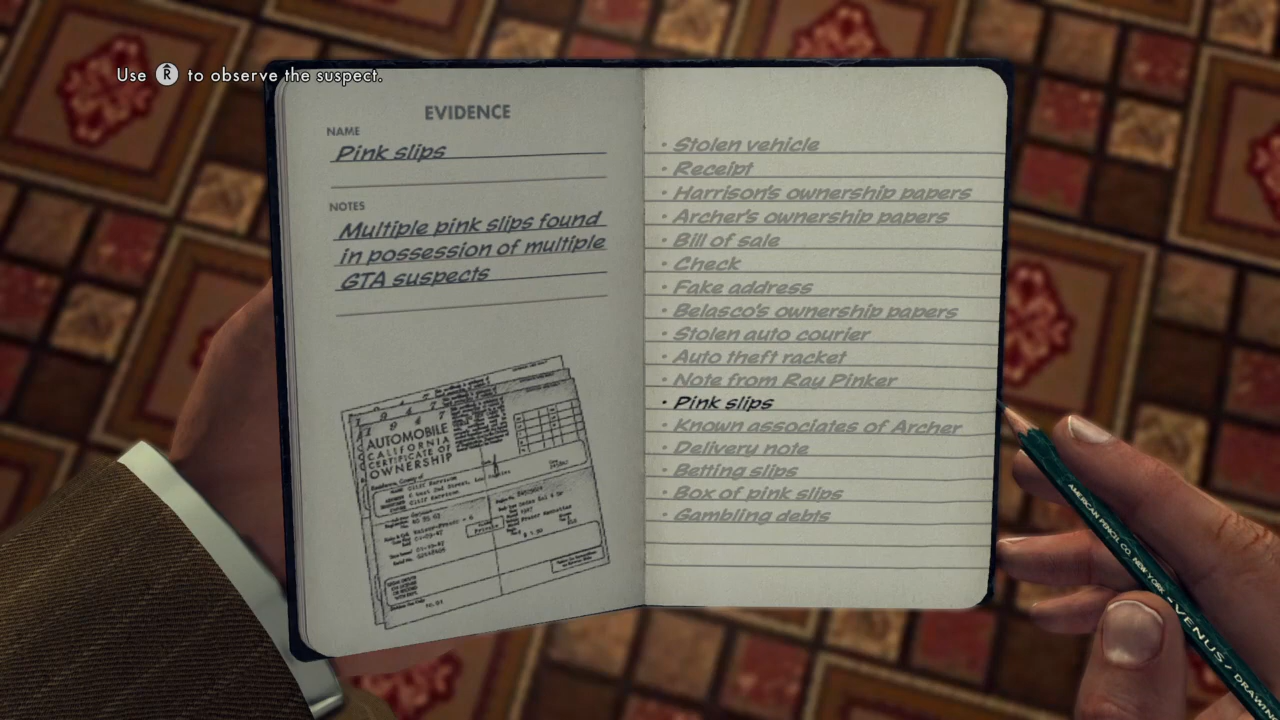 Use R to observe the suspect.
EVIDENCE
NAME
Pink slips
NOTES
Multiple pink slips found
in possession of multiple
GTA suspects
AUTOMOBILE
CALIFORNIA
CERTIFICATE OF
OWNERSHIP
• Stolen vehicle
• Receipt
• Harrison's ownership papers
• Archer's ownership papers
• Bill of sale
• Check
• Fake address
• Belasco's ownership papers
• Stolen auto courier
• Auto theft racket
• Note from Ray Pinker
• Pink slips
• Known associates of Archer
• Delivery note
• Betting slips
• Box of pink slips
• Gambling debts
AMERICAN PENCIL CO. NEW YORK • VENUS • DRAWIN